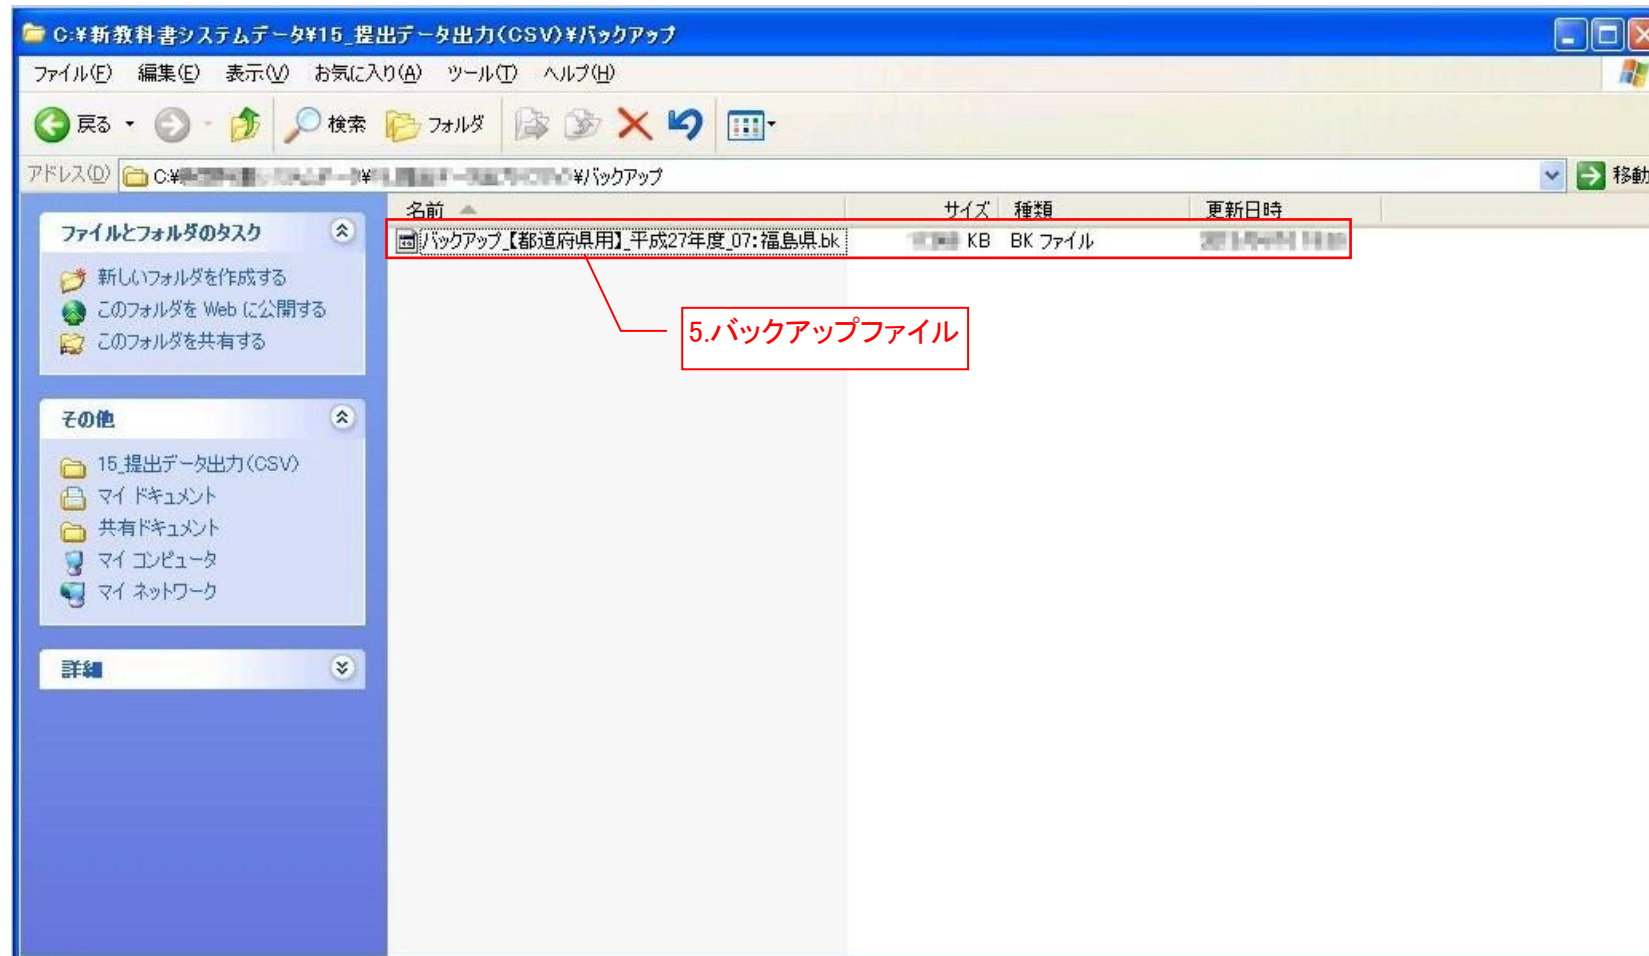 C:¥新教科書システムデータ¥15_提出データ出力(CSV)¥バックアップ
ファイル(F) 編集(E) 表示(V) お気に入り(A) ツール(T) ヘルプ(H)
戻る 検索 フォルダ
アドレス(D) C:¥ ¥バックアップ 移動
名前 サイズ 種類 更新日時
バックアップ_【都道府県用】_平成27年度_07:福島県.bk KB BK ファイル
5.バックアップファイル
ファイルとフォルダのタスク
新しいフォルダを作成する
このフォルダを Web に公開する
このフォルダを共有する
その他
15_提出データ出力(CSV)
マイ ドキュメント
共有ドキュメント
マイ コンピュータ
マイ ネットワーク
詳細